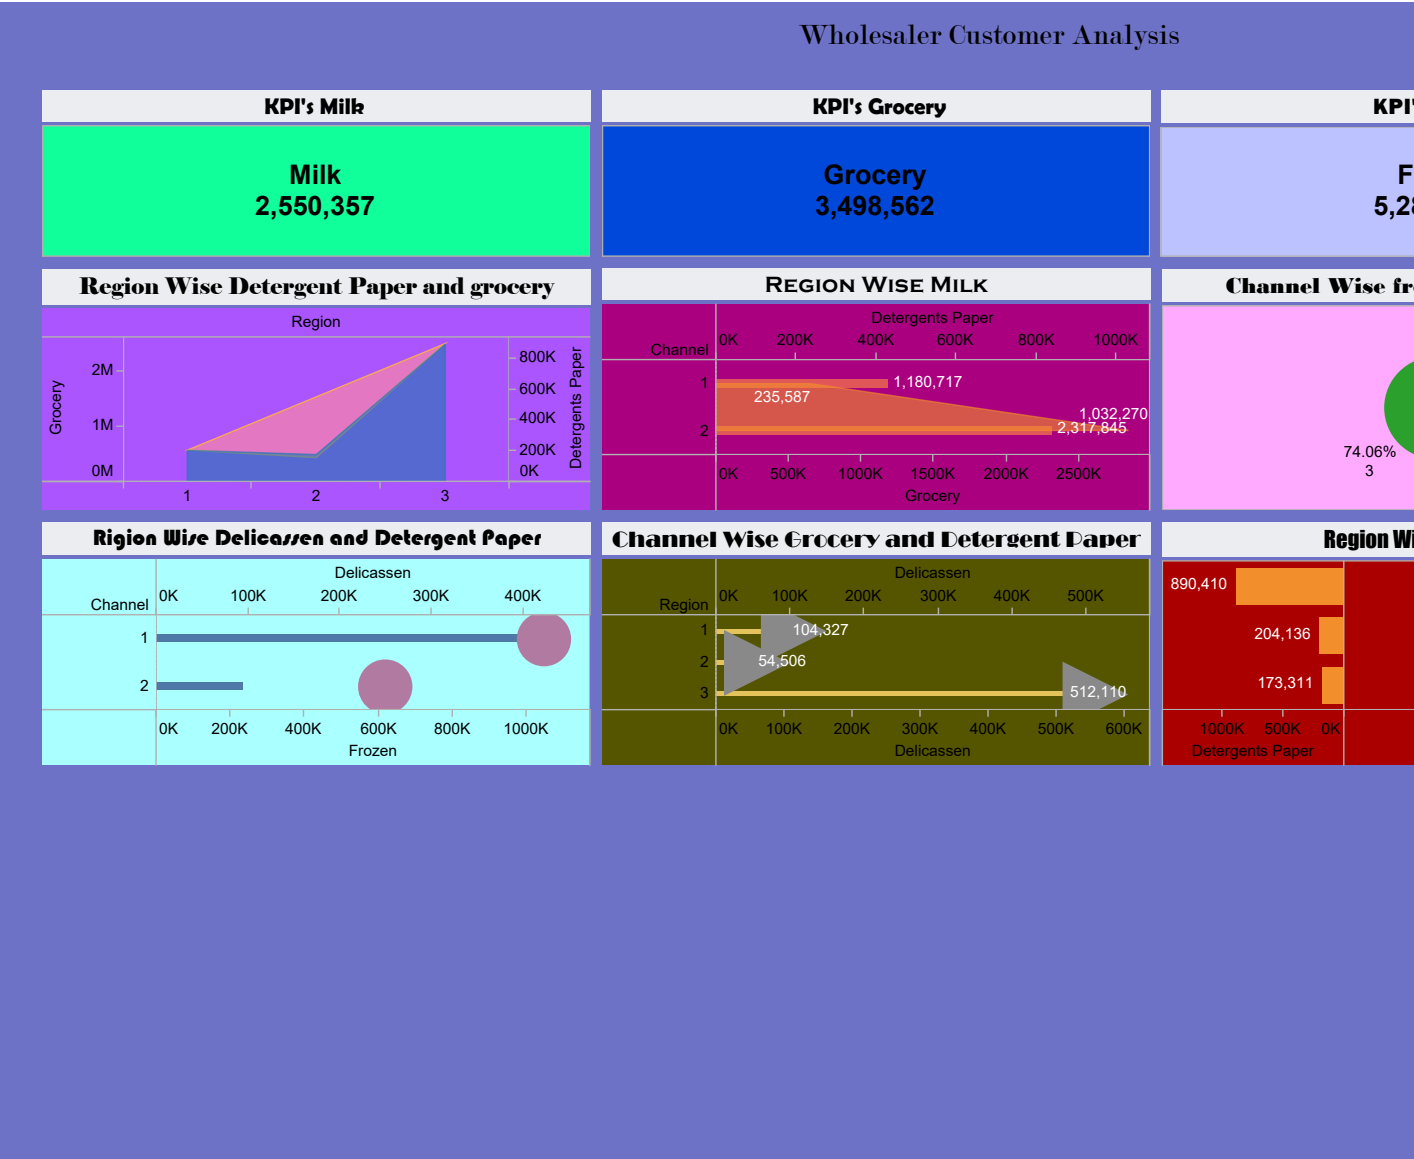 Wholesaler Customer Analysis
KPI's Milk
KPI's Grocery
KPI'
Milk
2,550,357
Grocery
3,498,562
F
5,28
Region Wise Detergent Paper and grocery
Region
Grocery
2M
1M
0M
800K
600K
400K
200K
0K
Detergents Paper
1 2 3
Region Wise Milk
Detergents Paper
Channel
0K 200K 400K 600K 800K 1000K
1
1,180,717
235,587
1,032,270
2
2,317,845
0K 500K 1000K 1500K 2000K 2500K
Grocery
Channel Wise fr
74.06%
3
Rigion Wise Delicassen and Detergent Paper
Delicassen
Channel
0K 100K 200K 300K 400K
1
2
0K 200K 400K 600K 800K 1000K
Frozen
Channel Wise Grocery and Detergent Paper
Delicassen
Region
0K 100K 200K 300K 400K 500K
1 104,327
2 54,506
3 512,110
0K 100K 200K 300K 400K 500K 600K
Delicassen
Region Wi
890,410
204,136
173,311
1000K 500K 0K
Detergents Paper